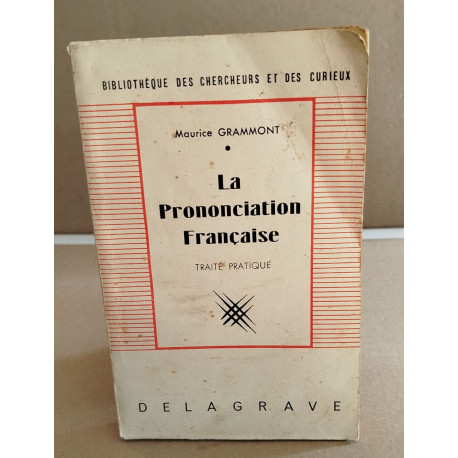 BIBLIOTHÈQUE DES CHERCHEURS ET DES CURIEUX
Maurice GRAMMONT
La
Prononciation
Française
TRAITÉ PRATIQUE
DELAGRAVE